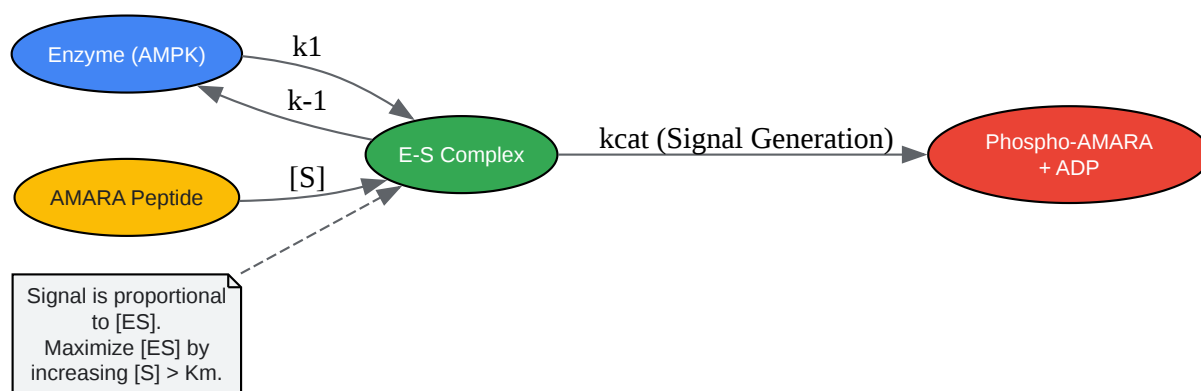 Enzyme (AMPK)
k1
k-1
E-S Complex
kcat (Signal Generation)
Phospho-AMARA
+ ADP
[S]
AMARA Peptide
Signal is proportional
to [ES].
Maximize [ES] by
increasing [S] > Km.